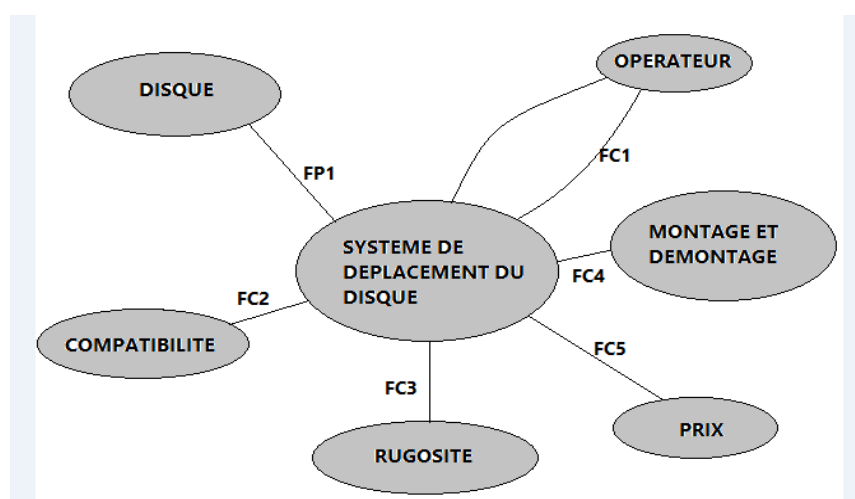 OPERATEUR
DISQUE
FC1
FP1
MONTAGE ET
DEMONTAGE
SYSTEME DE
DEPLACEMENT DU
DISQUE
FC4
FC2
COMPATIBILITE
FC5
FC3
PRIX
RUGOSITE